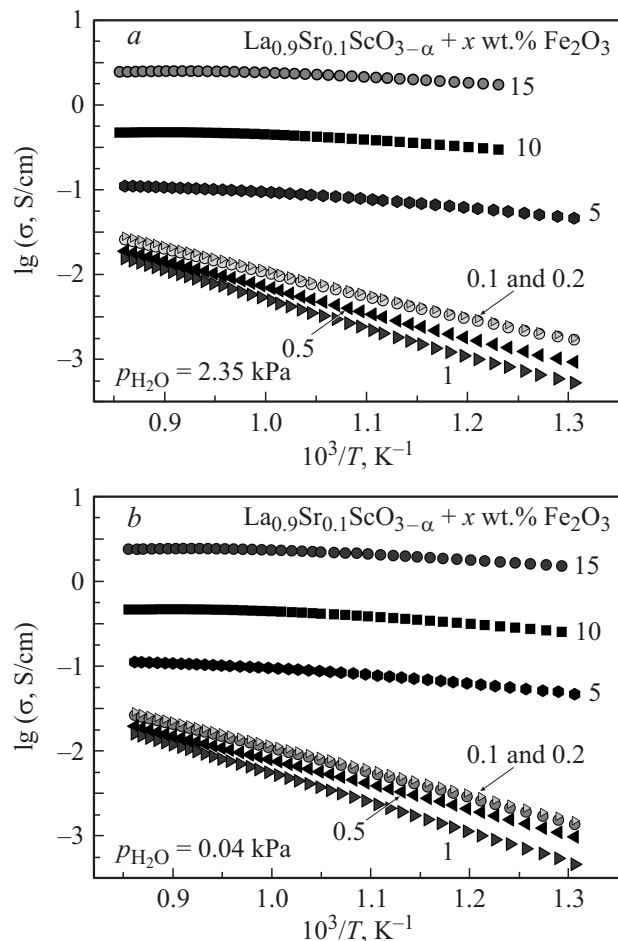 a La₀.₉Sr₀.₁ScO₃₋α + x wt.% Fe₂O₃
1
0
–1
–2
–3
lg (σ, S/cm)
15
10
5
0.1 and 0.2
0.5
1
pH₂O = 2.35 kPa
0.9 1.0 1.1 1.2 1.3
10³/T, K⁻¹
b La₀.₉Sr₀.₁ScO₃₋α + x wt.% Fe₂O₃
1
0
–1
–2
–3
lg (σ, S/cm)
15
10
5
0.1 and 0.2
0.5
1
pH₂O = 0.04 kPa
0.9 1.0 1.1 1.2 1.3
10³/T, K⁻¹